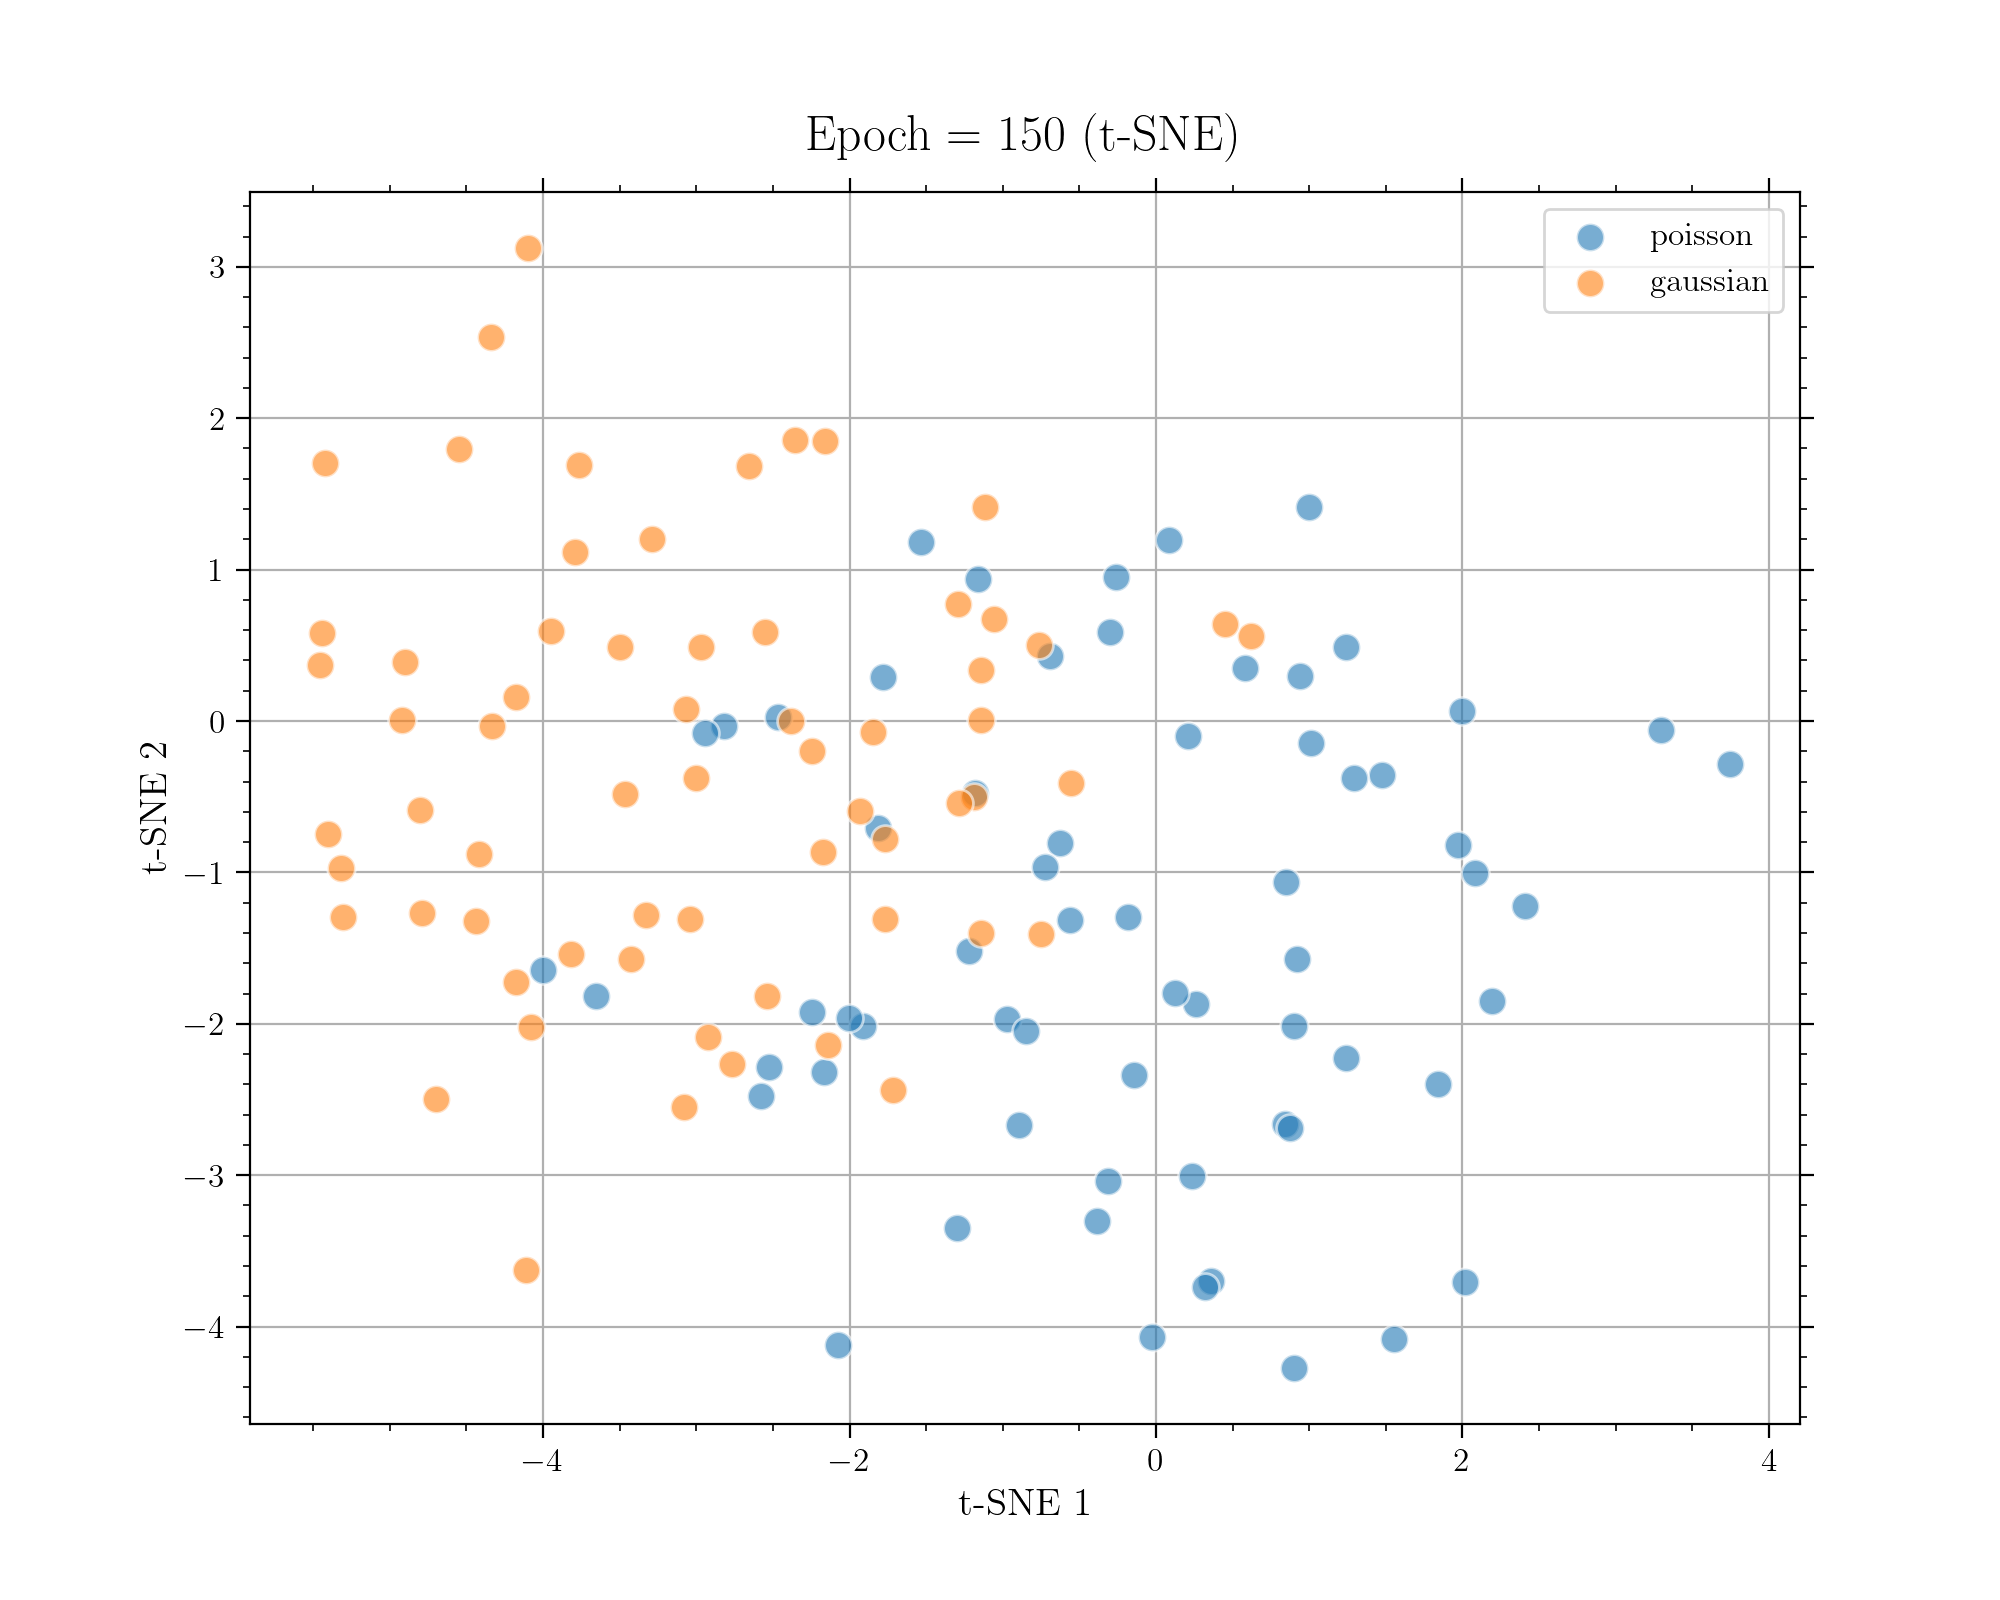 Epoch = 150 (t-SNE)
poisson
gaussian
3
2
1
0
−1
−2
−3
−4
t-SNE 2
−4 −2 0 2 4
t-SNE 1